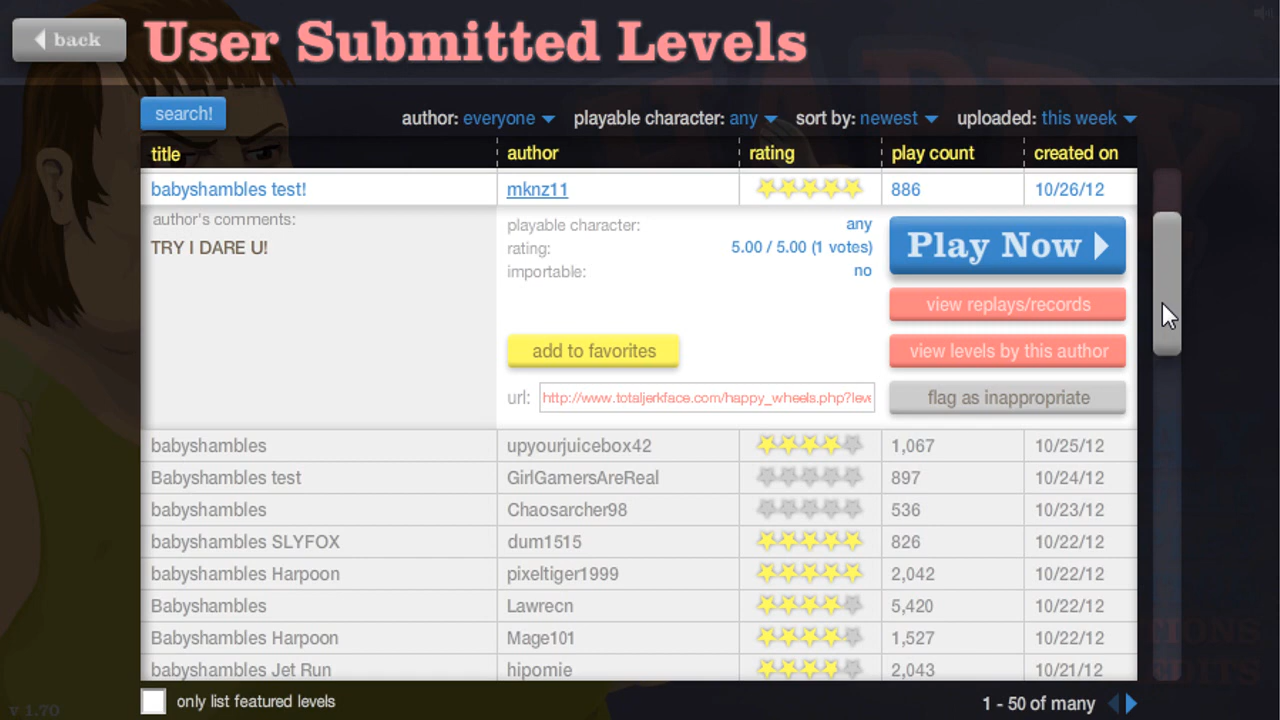 back
User Submitted Levels
search!
author: everyone playable character: any sort by: newest uploaded: this week
title author rating play count created on
babyshambles test! mknz11 886 10/26/12
author's comments:
TRY I DARE U!
playable character: any
rating: 5.00 / 5.00 (1 votes)
importable: no
Play Now
view replays/records
add to favorites
view levels by this author
url: http://www.totaljerkface.com/happy_wheels.php?leve
flag as inappropriate
babyshambles upyourjuicebox42 1,067 10/25/12
Babyshambles test GirlGamersAreReal 897 10/24/12
babyshambles Chaosarcher98 536 10/23/12
babyshambles SLYFOX dum1515 826 10/22/12
babyshambles Harpoon pixeltiger1999 2,042 10/22/12
Babyshambles Lawrecn 5,420 10/22/12
Babyshambles Harpoon Mage101 1,527 10/22/12
babyshambles Jet Run hipomie 2,043 10/21/12
only list featured levels
1 - 50 of many
v 1.70